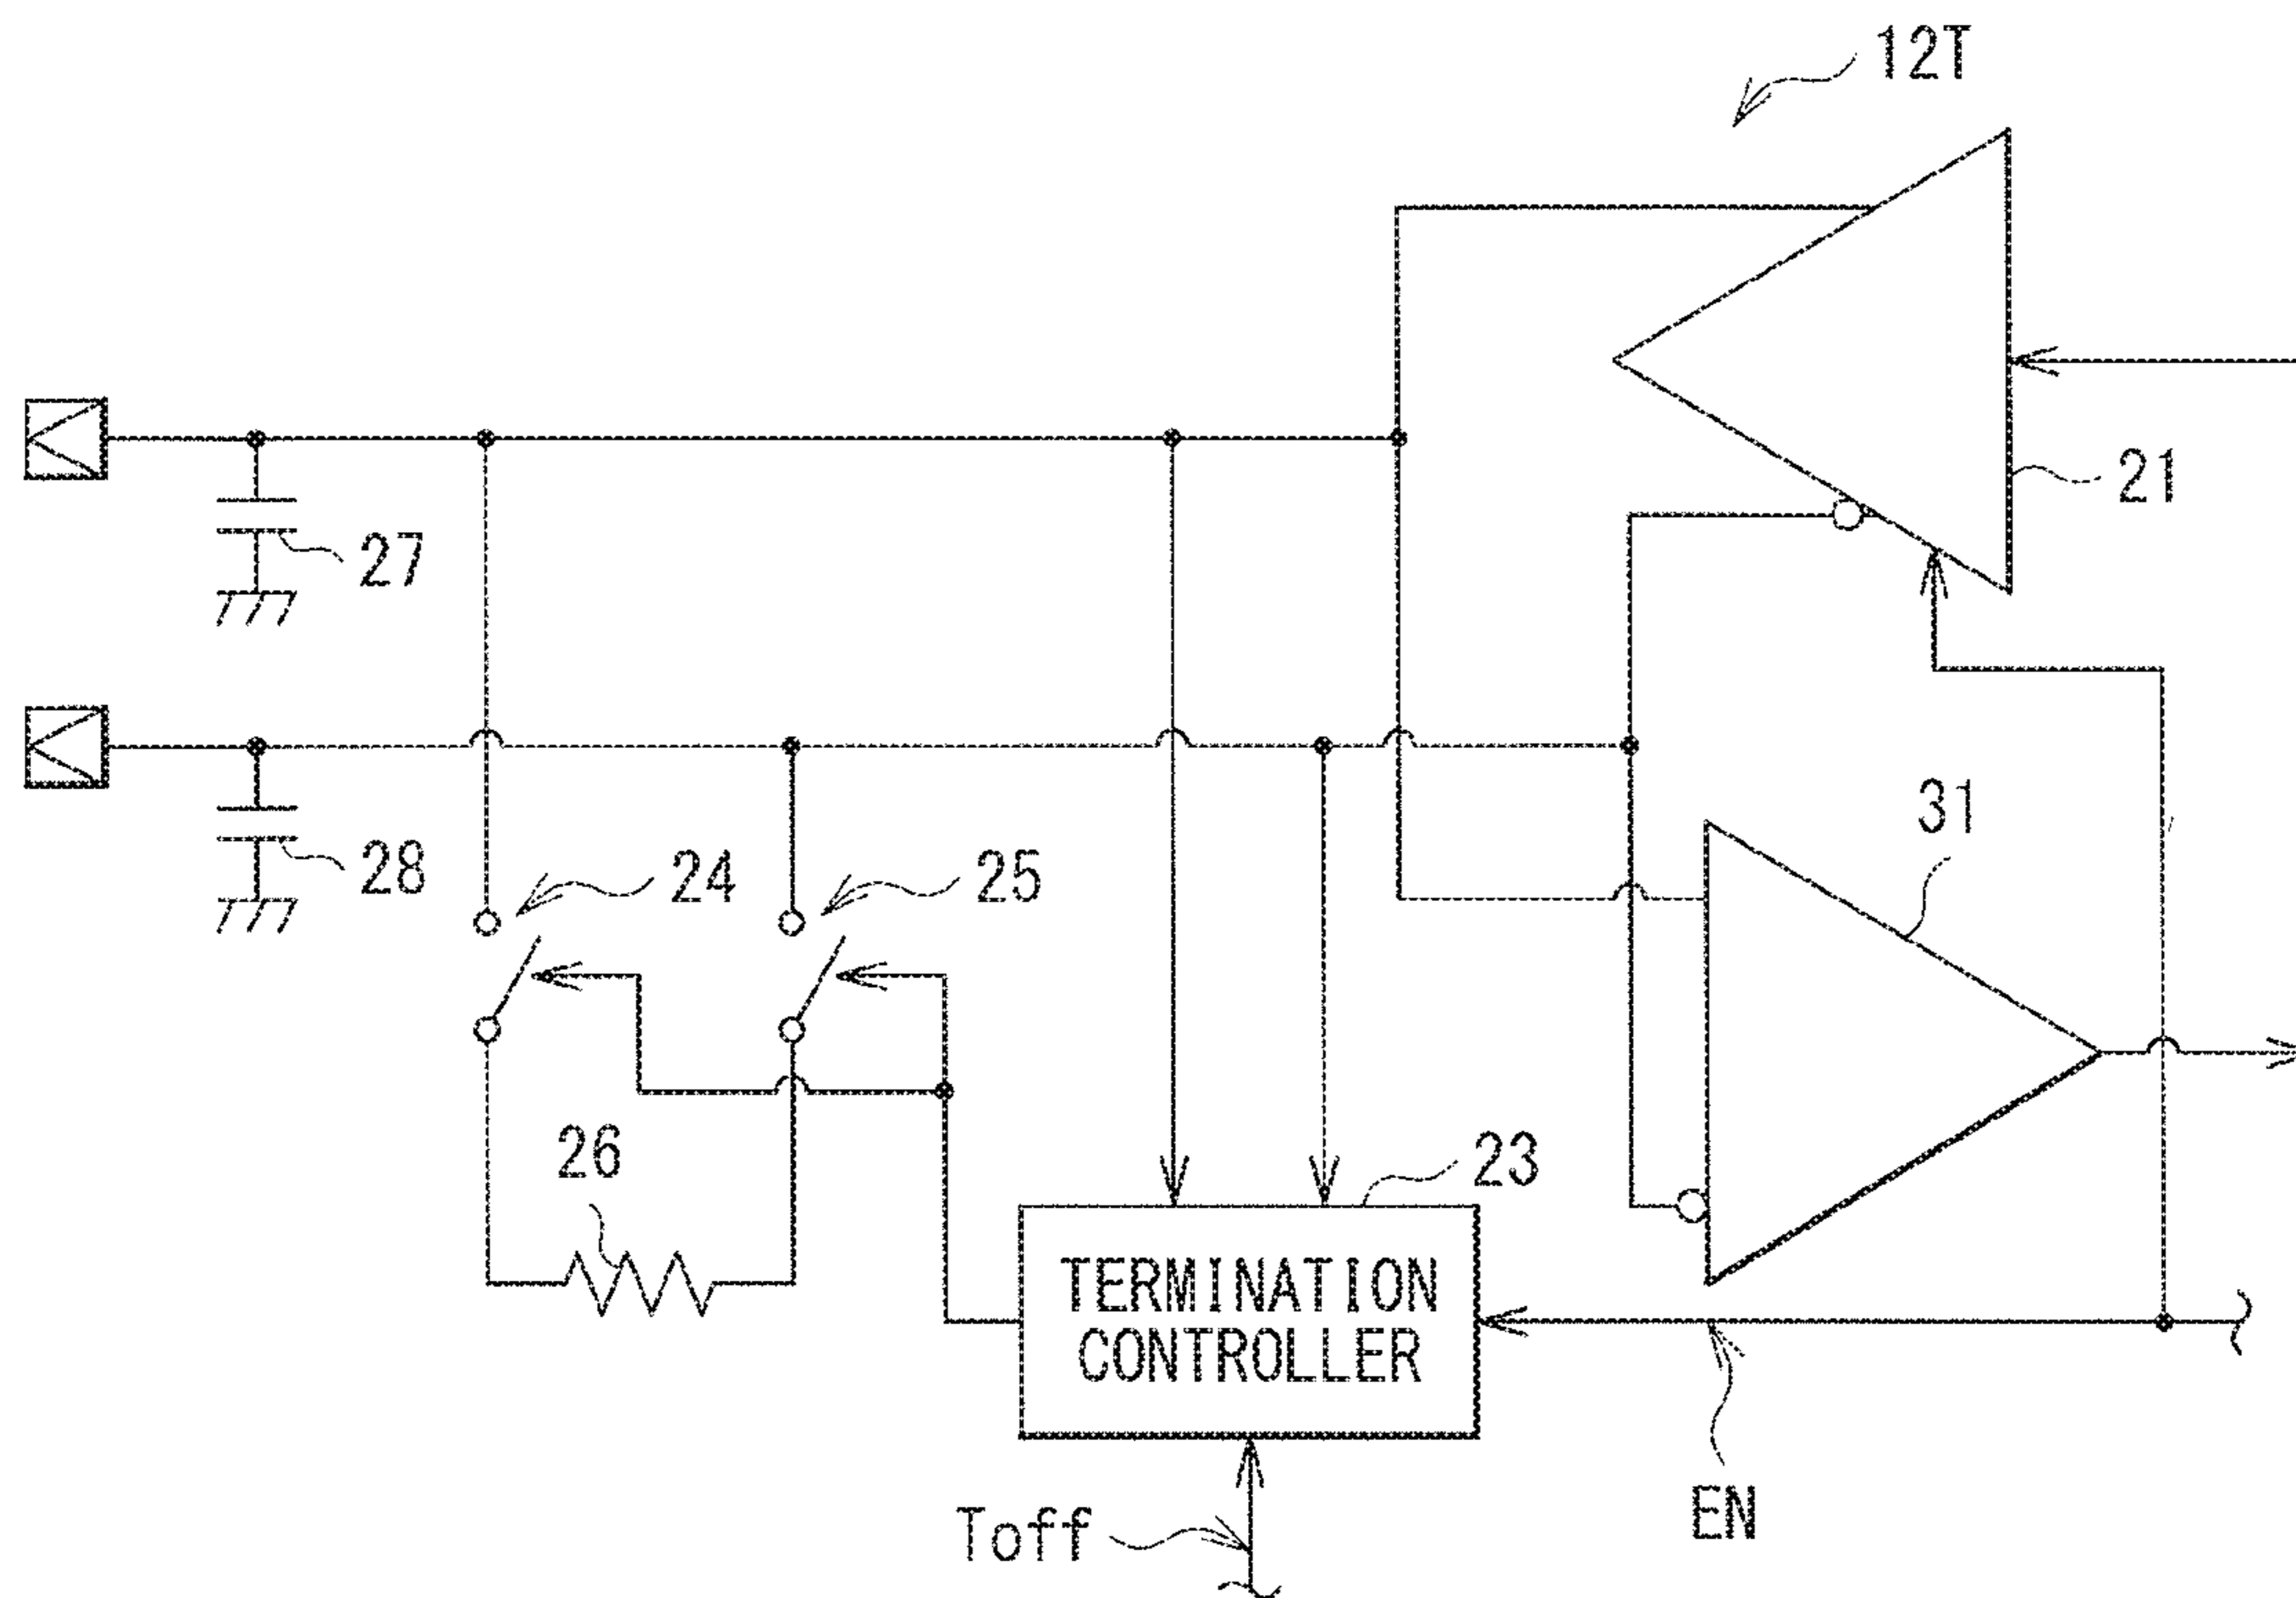 12T
21
27
31
28
24
25
26
23
TERMINATION
CONTROLLER
EN
Toff